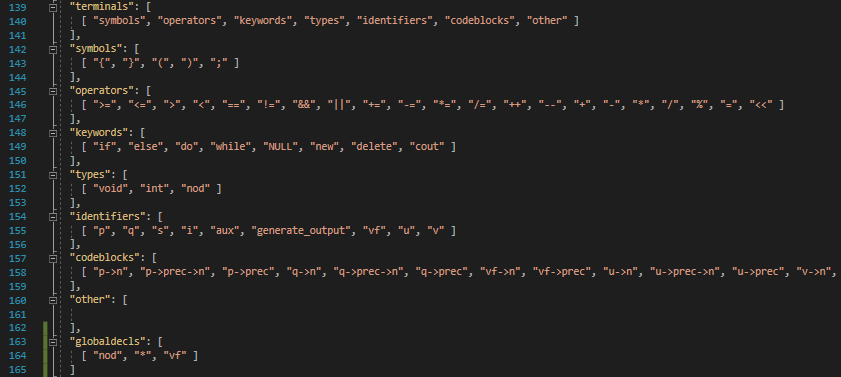 139 "terminals": [
140 [ "symbols", "operators", "keywords", "types", "identifiers", "codeblocks", "other" ]
141 ],
142 "symbols": [
143 [ "{", "}", "(", ")", ";" ]
144 ],
145 "operators": [
146 [ ">=", "<=", ">", "<", "==", "!=", "&&", "||", "+=", "-=", "*=", "/=", "++", "--", "+", "-", "*", "/", "%", "=", "<<" ]
147 ],
148 "keywords": [
149 [ "if", "else", "do", "while", "NULL", "new", "delete", "cout" ]
150 ],
151 "types": [
152 [ "void", "int", "nod" ]
153 ],
154 "identifiers": [
155 [ "p", "q", "s", "i", "aux", "generate_output", "vf", "u", "v" ]
156 ],
157 "codeblocks": [
158 [ "p->n", "p->prec->n", "p->prec", "q->n", "q->prec->n", "q->prec", "vf->n", "vf->prec", "u->n", "u->prec->n", "u->prec", "v->n",
159 ],
160 "other": [
161
162 ],
163 "globaldecls": [
164 [ "nod", "*", "vf" ]
165 ]